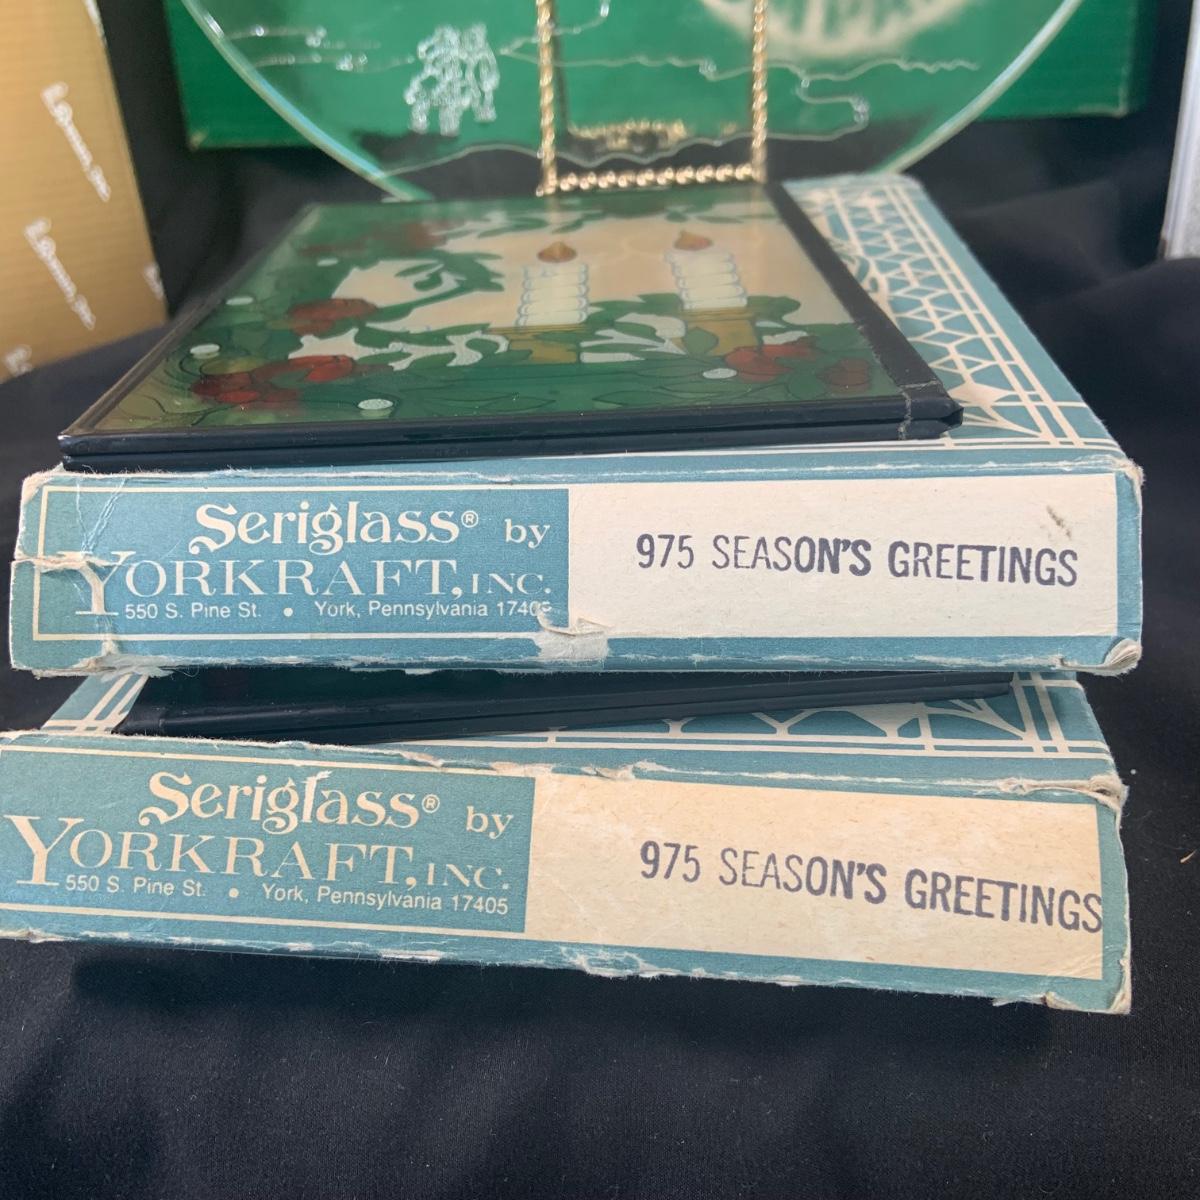 Seriglass® by
YORKRAFT, INC.
550 S. Pine St. • York, Pennsylvania 17405
975 SEASON'S GREETINGS
Seriglass® by
YORKRAFT, INC.
550 S. Pine St. • York, Pennsylvania 17405
975 SEASON'S GREETINGS